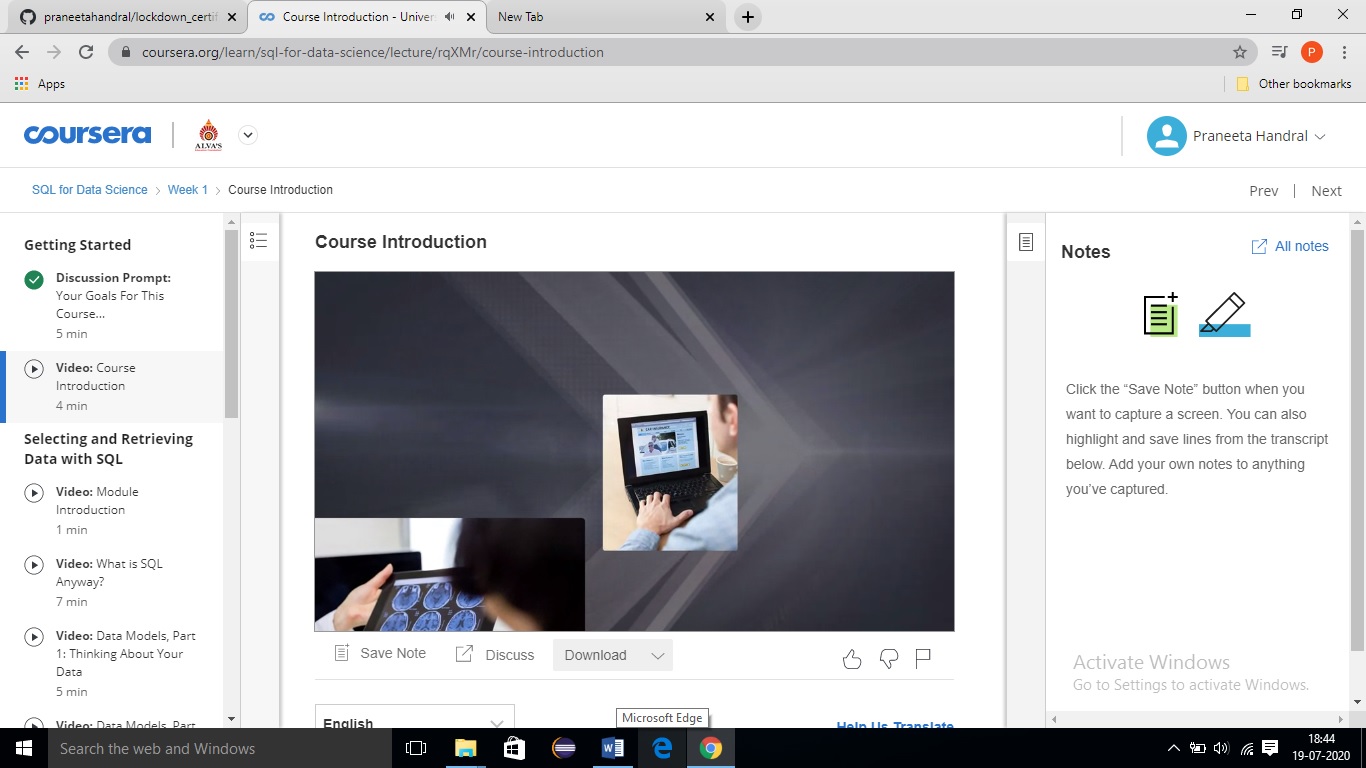 praneetahandral/lockdown_certif
Course Introduction - Univer
New Tab
coursera.org/learn/sql-for-data-science/lecture/rqXMr/course-introduction
P
Apps
Other bookmarks
coursera
ALVA'S
Praneeta Handral
SQL for Data Science
Week 1
Course Introduction
Prev | Next
Getting Started
Discussion Prompt:
Your Goals For This
Course...
5 min
Video: Course
Introduction
4 min
Selecting and Retrieving
Data with SQL
Video: Module
Introduction
1 min
Video: What is SQL
Anyway?
7 min
Video: Data Models, Part
1: Thinking About Your
Data
5 min
Video: Data Models, Part
Course Introduction
Save Note
Discuss
Download
English
Help Us Translate
Microsoft Edge
Notes
All notes
Click the “Save Note” button when you
want to capture a screen. You can also
highlight and save lines from the transcript
below. Add your own notes to anything
you’ve captured.
Activate Windows
Go to Settings to activate Windows.
Search the web and Windows
18:44
19-07-2020